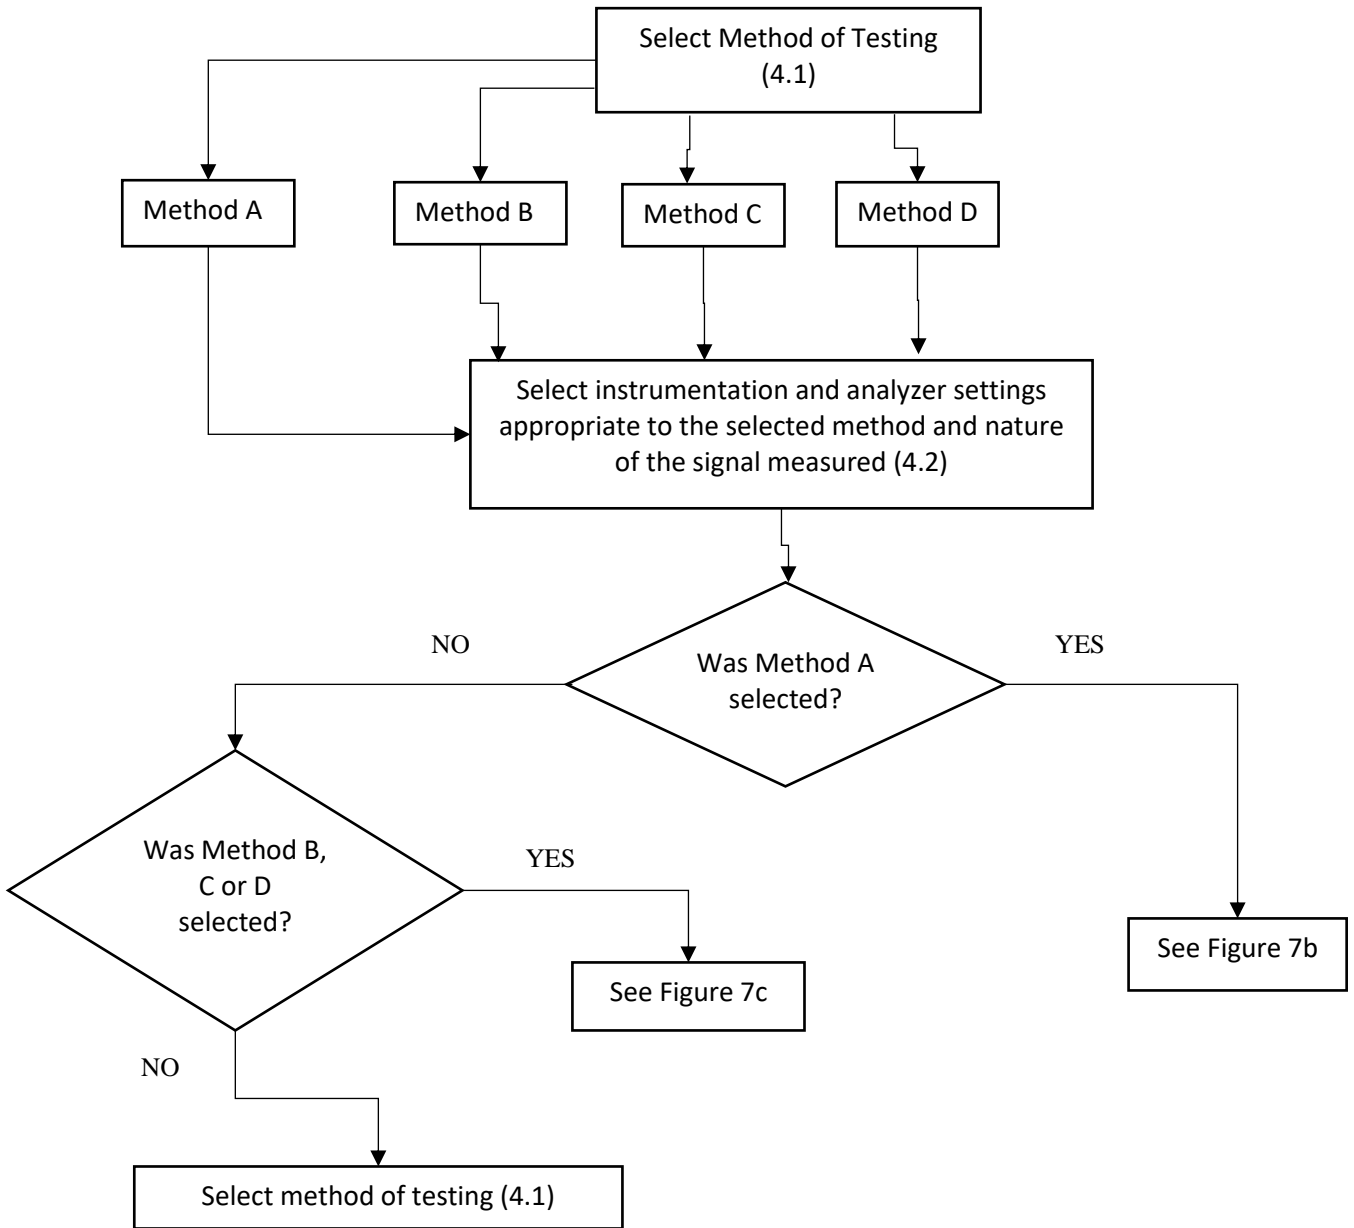 Select Method of Testing
(4.1)
Method A
Method B
Method C
Method D
Select instrumentation and analyzer settings
appropriate to the selected method and nature
of the signal measured (4.2)
NO
YES
Was Method A
selected?
Was Method B,
C or D
selected?
YES
See Figure 7c
See Figure 7b
NO
Select method of testing (4.1)